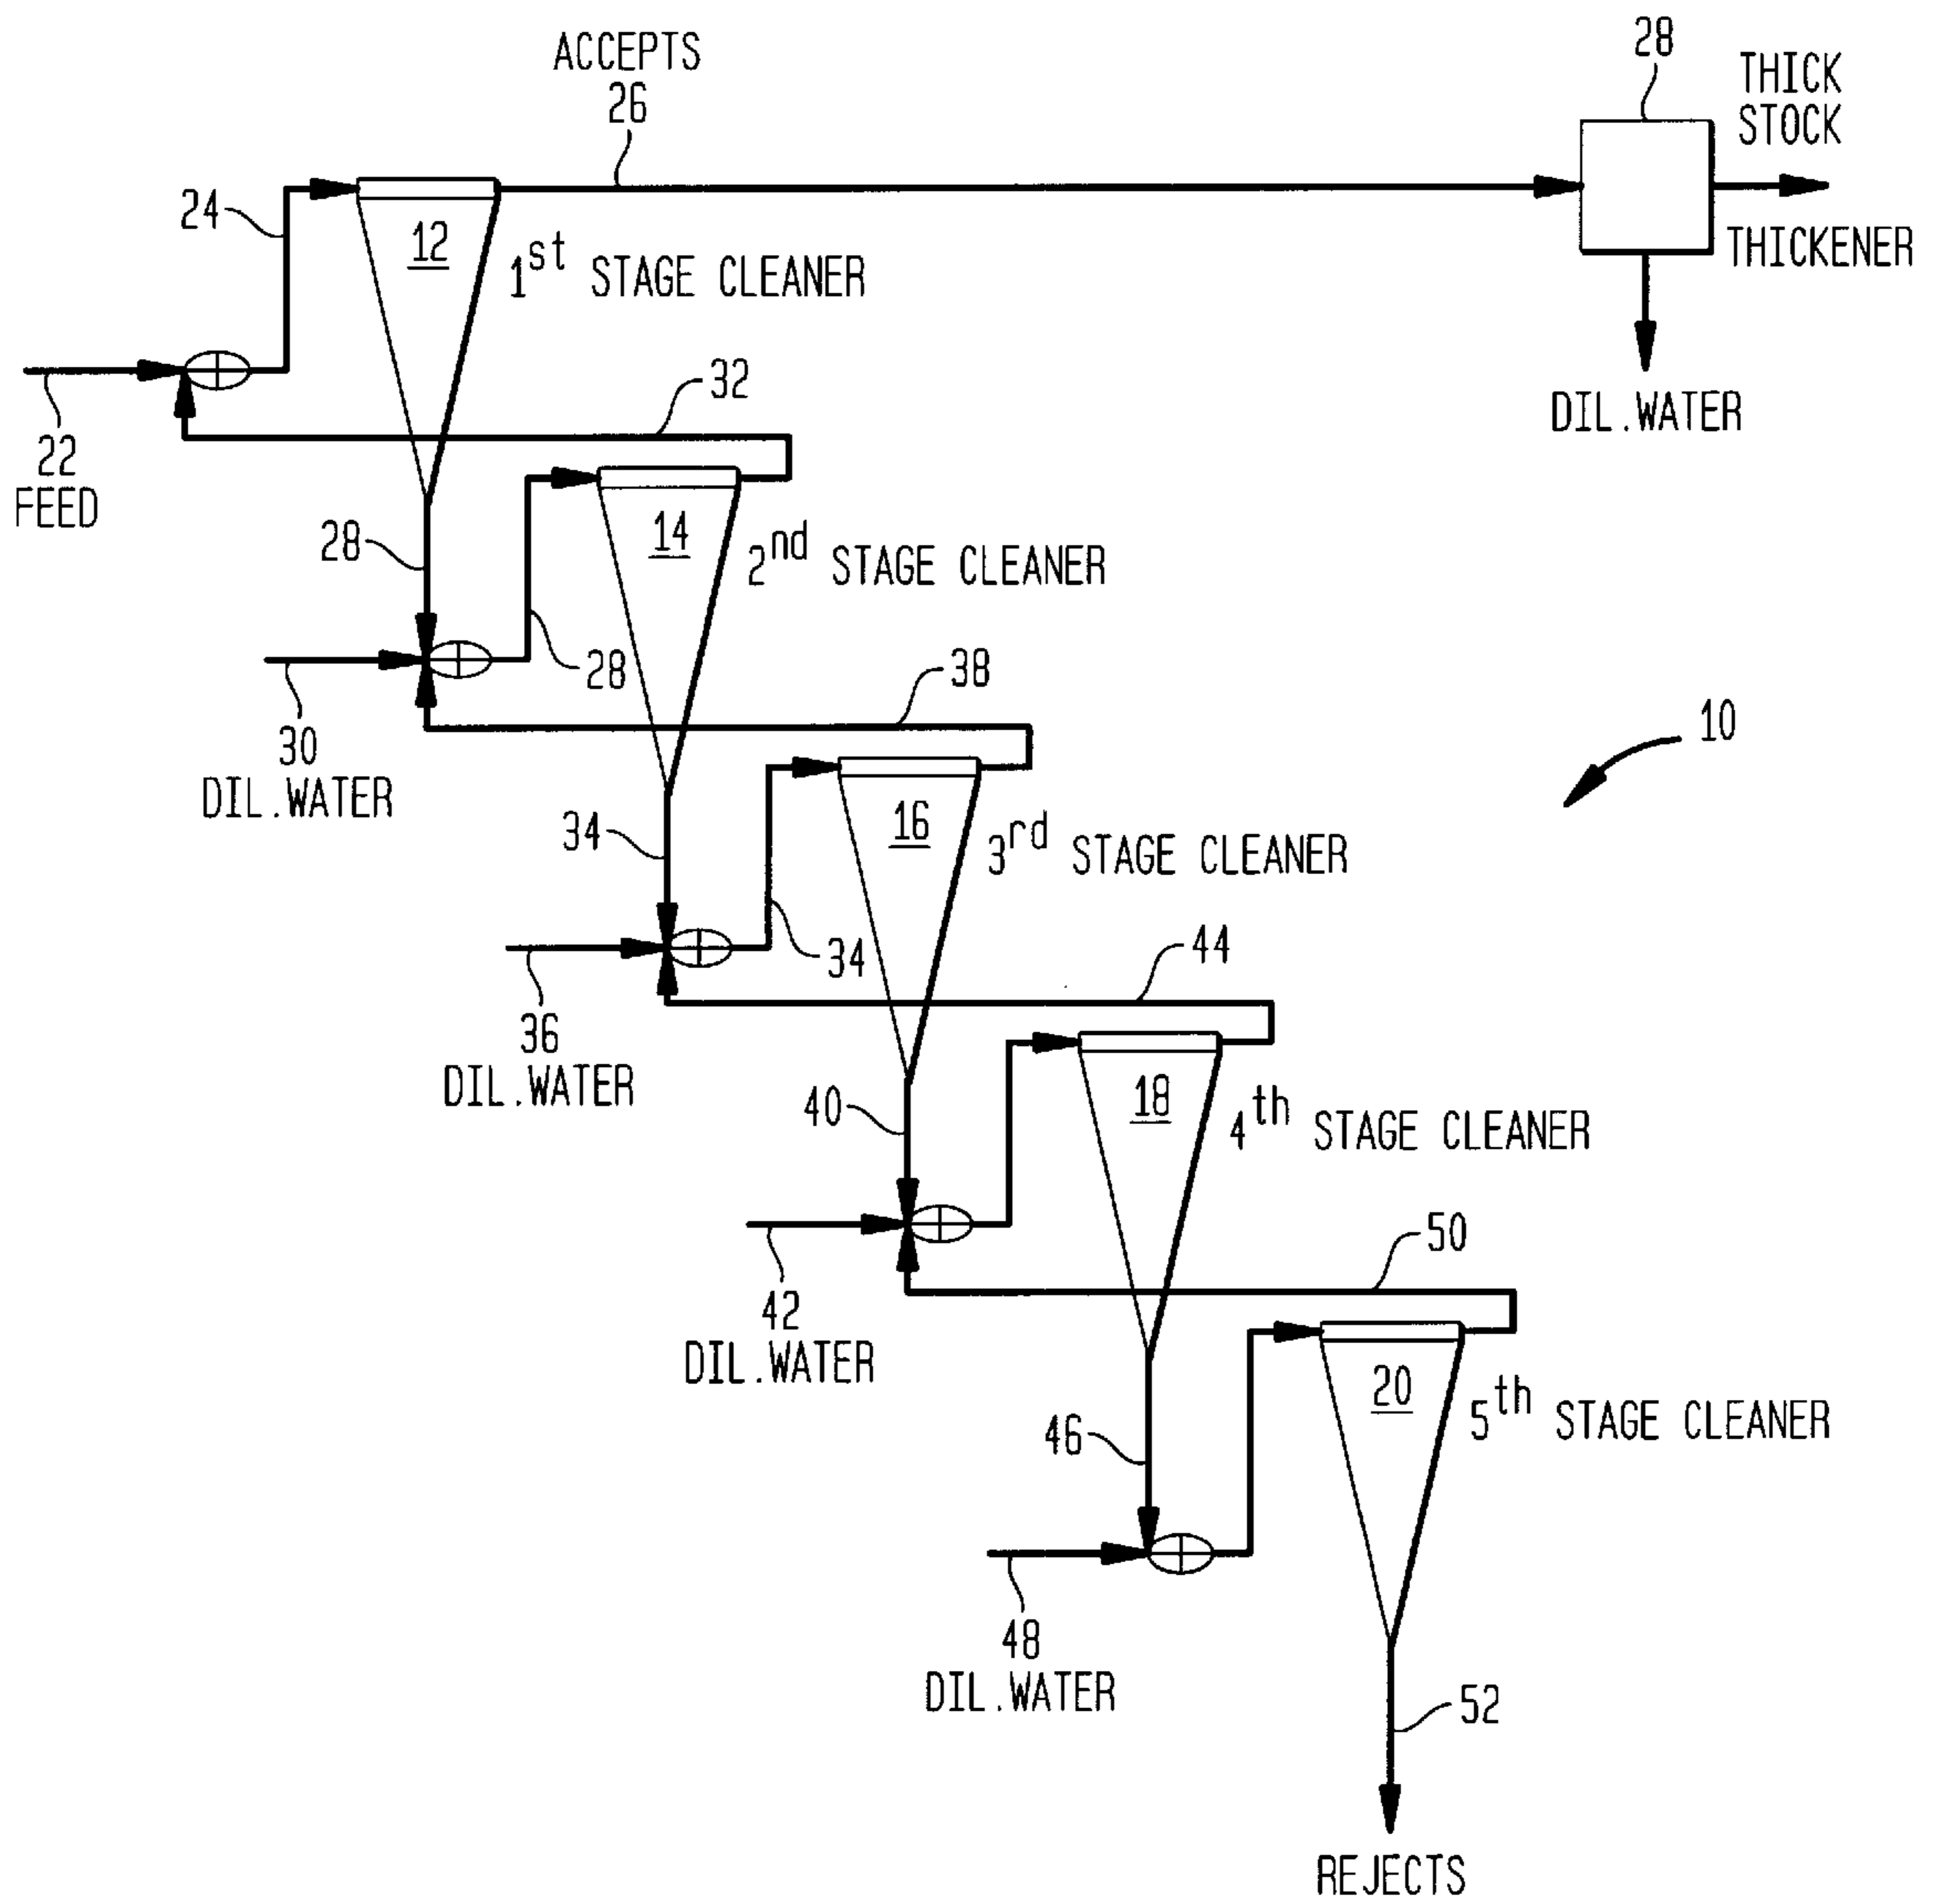 ACCEPTS
26
28
THICK
STOCK
24
12
1st STAGE CLEANER
THICKENER
32
DIL.WATER
22
FEED
28
14
2nd STAGE CLEANER
28
38
30
DIL.WATER
10
34
16
3rd STAGE CLEANER
34
44
36
DIL.WATER
40
18
4th STAGE CLEANER
50
42
DIL.WATER
46
20
5th STAGE CLEANER
48
DIL.WATER
52
REJECTS